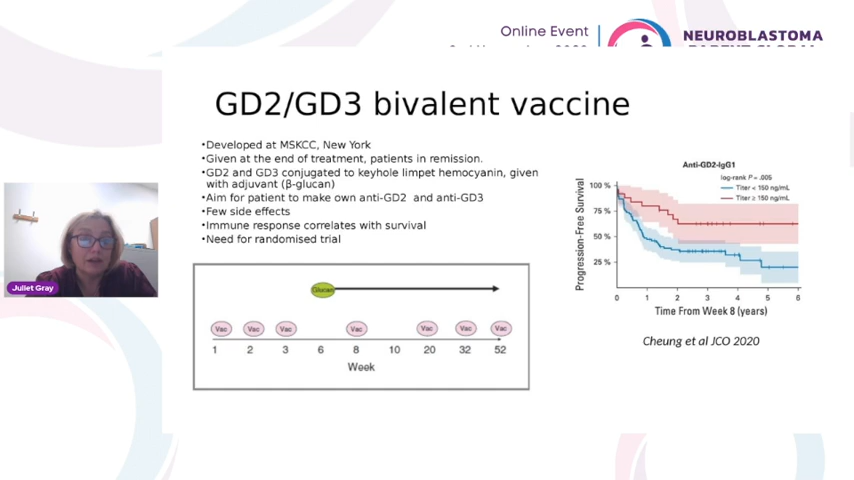 Online Event
NEUROBLASTOMA
GD2/GD3 bivalent vaccine
•Developed at MSKCC, New York
•Given at the end of treatment, patients in remission.
•GD2 and GD3 conjugated to keyhole limpet hemocyanin, given
with adjuvant (β-glucan)
•Aim for patient to make own anti-GD2 and anti-GD3
•Few side effects
•Immune response correlates with survival
•Need for randomised trial
Glucan
Vac Vac Vac Vac Vac Vac Vac
1 2 3 6 8 10 20 32 52
Week
Anti-GD2-IgG1
log-rank P = .005
Titer < 150 ng/mL
Titer ≥ 150 ng/mL
Progression-Free Survival
100 %
75 %
50 %
25 %
0 1 2 3 4 5 6
Time From Week 8 (years)
Cheung et al JCO 2020
Juliet Gray